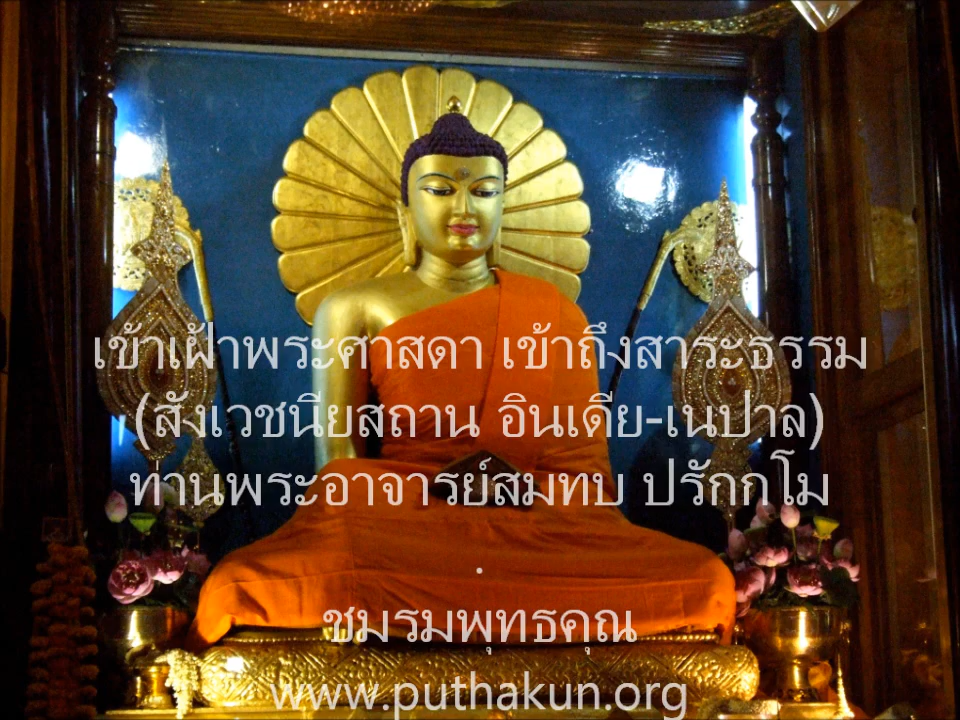 เข้าเฝ้าพระศาสดา เข้าถึงสาระธรรม
(สังเวชนียสถาน อินเดีย-เนปาล)
ท่านพระอาจารย์สมทบ ปรักกโม
.
ชมรมพุทธคุณ
www.puthakun.org